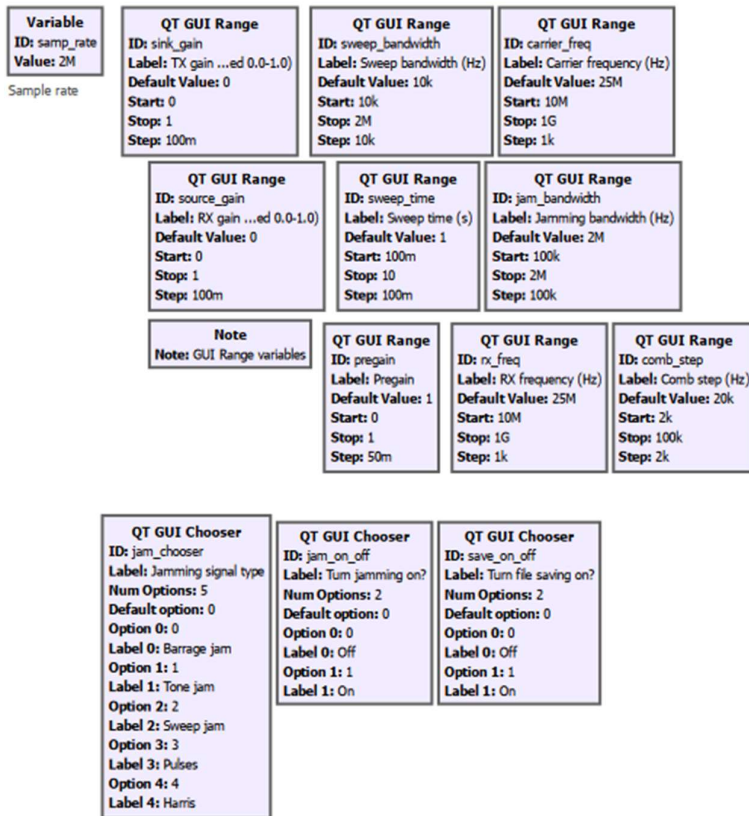 Variable
ID: samp_rate
Value: 2M
Sample rate
QT GUI Range
ID: sink_gain
Label: TX gain ...ed 0.0-1.0)
Default Value: 0
Start: 0
Stop: 1
Step: 100m
QT GUI Range
ID: sweep_bandwidth
Label: Sweep bandwidth (Hz)
Default Value: 10k
Start: 10k
Stop: 2M
Step: 10k
QT GUI Range
ID: carrier_freq
Label: Carrier frequency (Hz)
Default Value: 25M
Start: 10M
Stop: 1G
Step: 1k
QT GUI Range
ID: source_gain
Label: RX gain ...ed 0.0-1.0)
Default Value: 0
Start: 0
Stop: 1
Step: 100m
QT GUI Range
ID: sweep_time
Label: Sweep time (s)
Default Value: 1
Start: 100m
Stop: 10
Step: 100m
QT GUI Range
ID: jam_bandwidth
Label: Jamming bandwidth (Hz)
Default Value: 2M
Start: 100k
Stop: 2M
Step: 100k
Note
Note: GUI Range variables
QT GUI Range
ID: pregain
Label: Pregain
Default Value: 1
Start: 0
Stop: 1
Step: 50m
QT GUI Range
ID: rx_freq
Label: RX frequency (Hz)
Default Value: 25M
Start: 10M
Stop: 1G
Step: 1k
QT GUI Range
ID: comb_step
Label: Comb step (Hz)
Default Value: 20k
Start: 2k
Stop: 100k
Step: 2k
QT GUI Chooser
ID: jam_chooser
Label: Jamming signal type
Num Options: 5
Default option: 0
Option 0: 0
Label 0: Barrage jam
Option 1: 1
Label 1: Tone jam
Option 2: 2
Label 2: Sweep jam
Option 3: 3
Label 3: Pulses
Option 4: 4
Label 4: Harris
QT GUI Chooser
ID: jam_on_off
Label: Turn jamming on?
Num Options: 2
Default option: 0
Option 0: 0
Label 0: Off
Option 1: 1
Label 1: On
QT GUI Chooser
ID: save_on_off
Label: Turn file saving on?
Num Options: 2
Default option: 0
Option 0: 0
Label 0: Off
Option 1: 1
Label 1: On